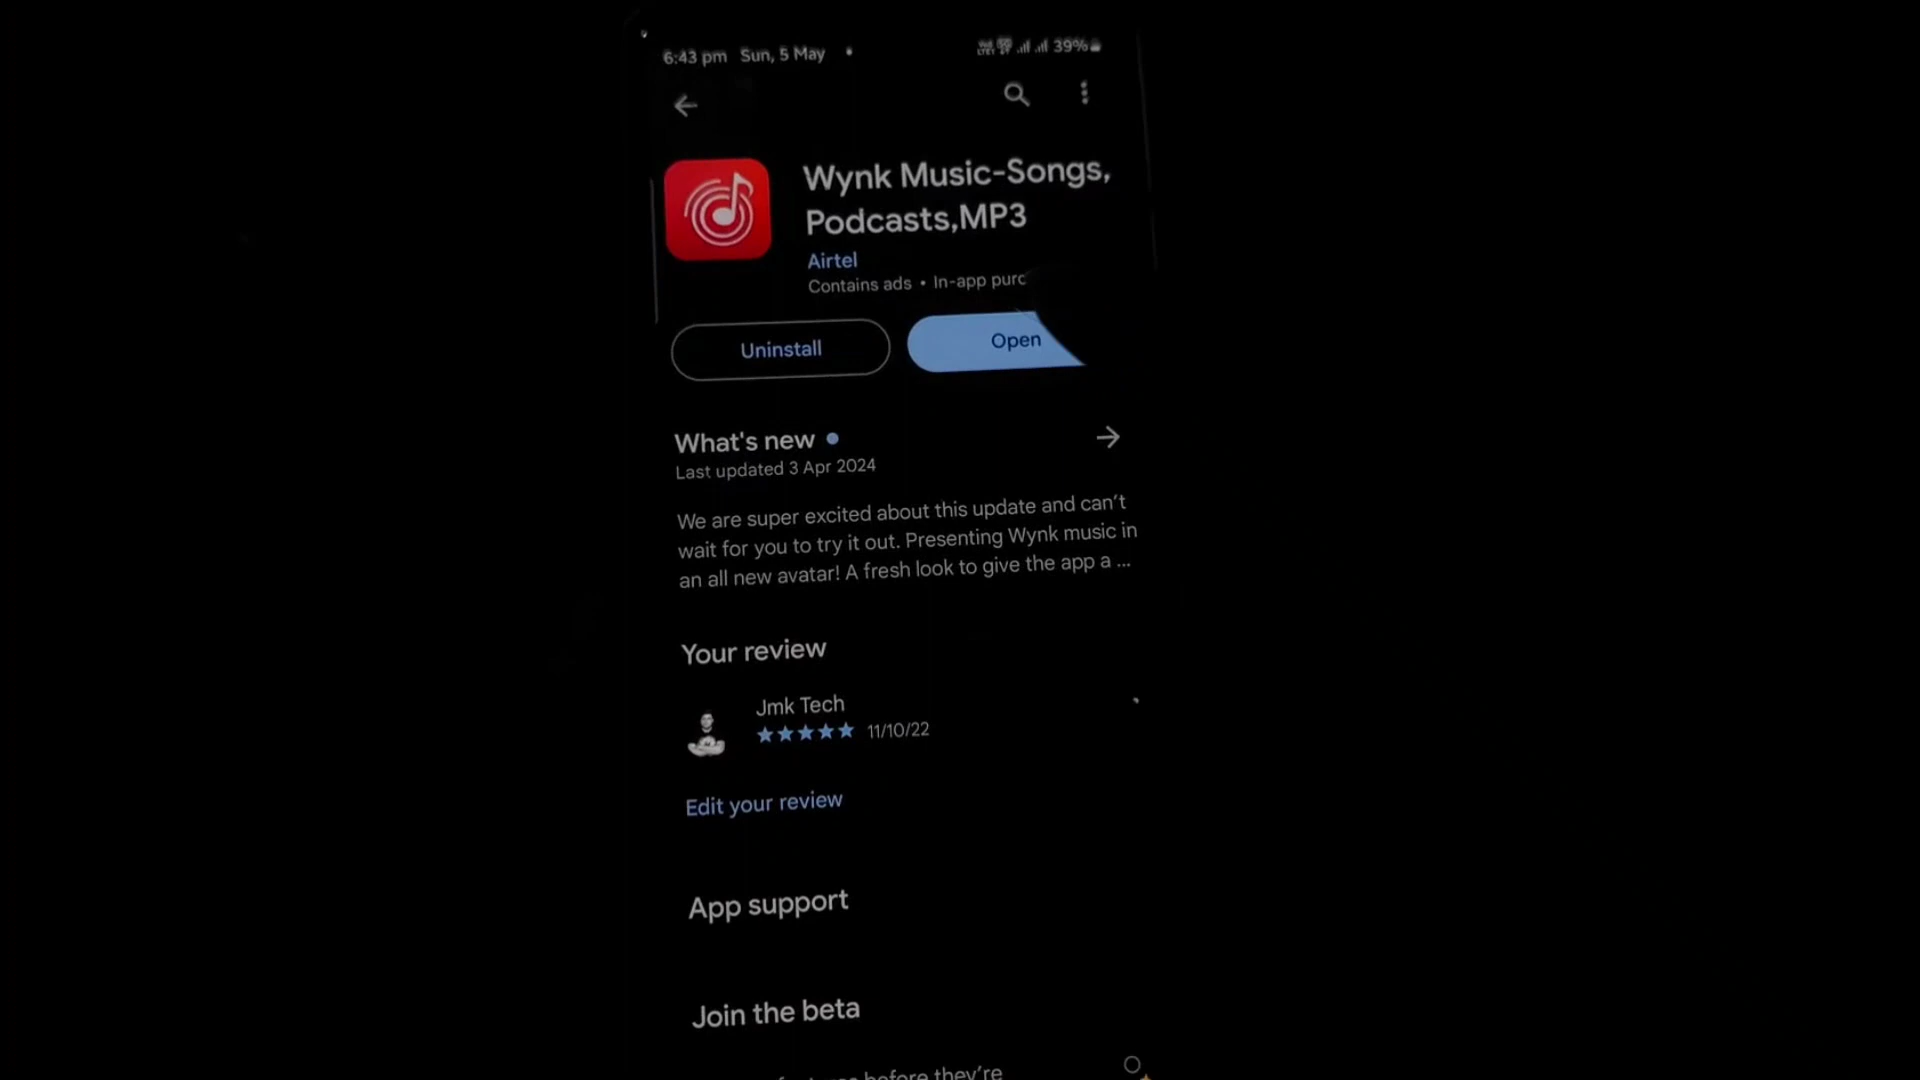 6:43 pm Sun, 5 May
39%
Wynk Music-Songs,
Podcasts,MP3
Airtel
Contains ads • In-app purc
Uninstall
Open
What's new
Last updated 3 Apr 2024
We are super excited about this update and can't
wait for you to try it out. Presenting Wynk music in
an all new avatar! A fresh look to give the app a ...
Your review
Jmk Tech
11/10/22
Edit your review
App support
Join the beta
before they're